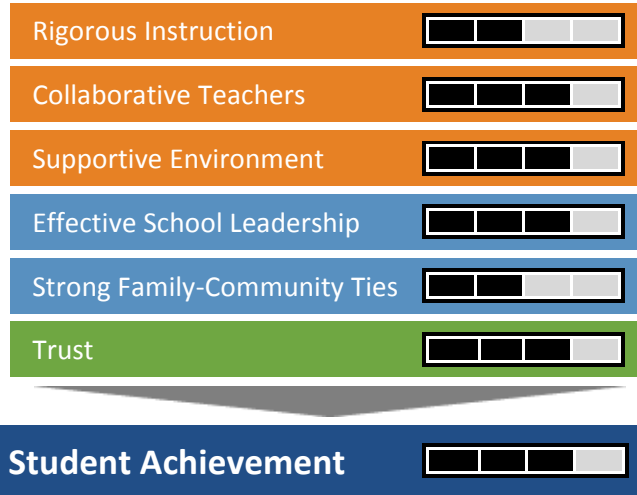 Rigorous Instruction
Collaborative Teachers
Supportive Environment
Effective School Leadership
Strong Family-Community Ties
Trust
Student Achievement